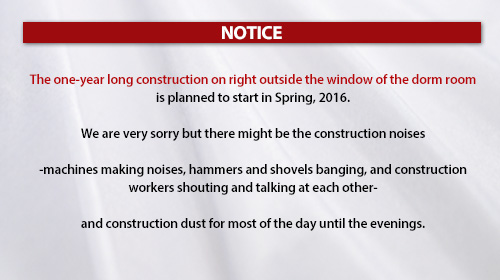 NOTICE
The one-year long construction on right outside the window of the dorm room
is planned to start in Spring, 2016.
We are very sorry but there might be the construction noises
-machines making noises, hammers and shovels banging, and construction
workers shouting and talking at each other-
and construction dust for most of the day until the evenings.